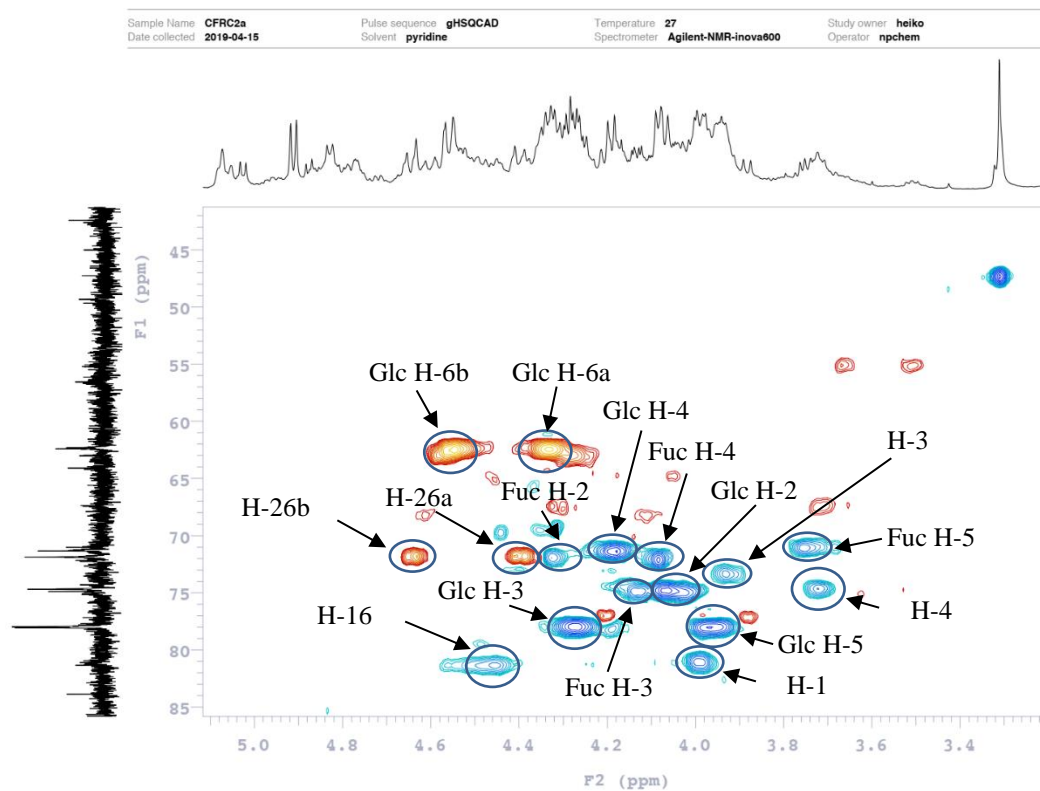 Sample Name CFRC2a Pulse sequence gHSQCAD Temperature 27 Study owner heiko
Date collected 2019-04-15 Solvent pyridine Spectrometer Agilent-NMR-inova600 Operator npchem
45
F1 (ppm)
50
55
Glc H-6b Glc H-6a
60
Glc H-4
H-3
Fuc H-4
65
Glc H-2
H-26a Fuc H-2
H-26b
70
Fuc H-5
75
Glc H-3
H-4
H-16
Glc H-5
80
Fuc H-3 H-1
85
5.0 4.8 4.6 4.4 4.2 4.0 3.8 3.6 3.4
F2 (ppm)